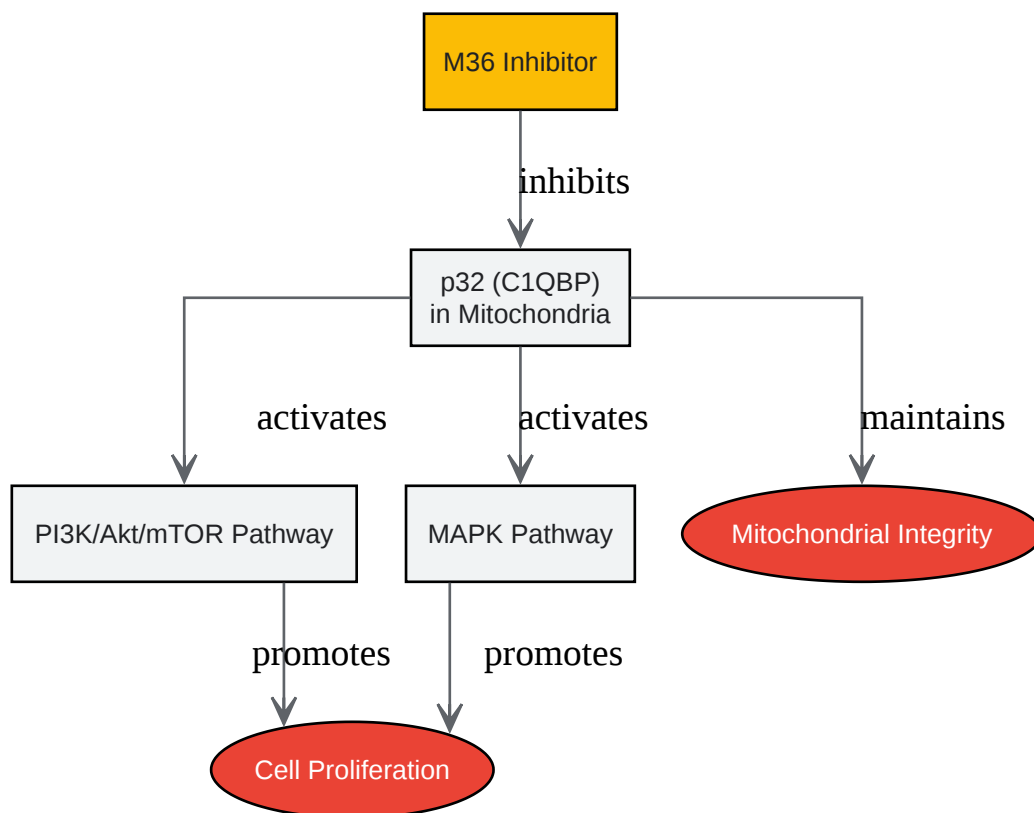 M36 Inhibitor
inhibits
p32 (C1QBP)
in Mitochondria
activates
activates
maintains
PI3K/Akt/mTOR Pathway
MAPK Pathway
Mitochondrial Integrity
promotes
promotes
Cell Proliferation